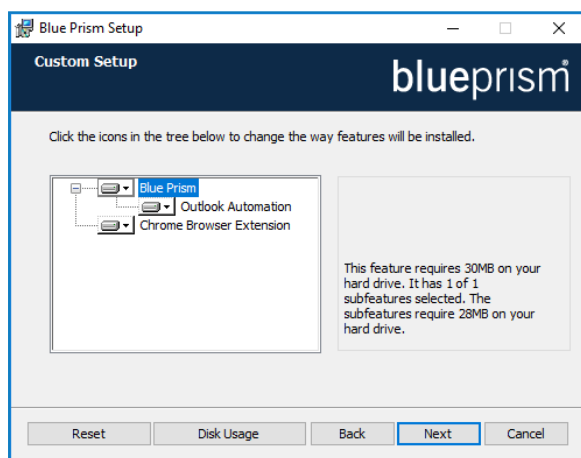 Blue Prism Setup
Custom Setup
blueprism
Click the icons in the tree below to change the way features will be installed.
Blue Prism
Outlook Automation
Chrome Browser Extension
This feature requires 30MB on your
hard drive. It has 1 of 1
subfeatures selected. The
subfeatures require 28MB on your
hard drive.
Reset
Disk Usage
Back
Next
Cancel